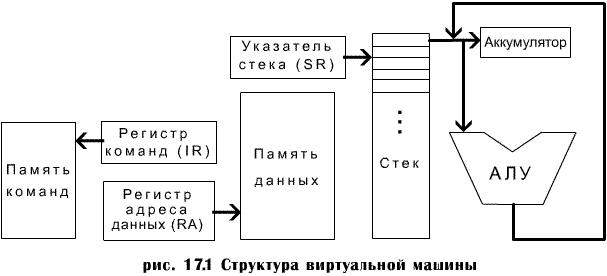 Указатель
стека (SR)
Аккумулятор
Память
команд
Регистр
команд (IR)
Регистр
адреса
данных (RA)
Память
данных
Стек
АЛУ
рис. 17.1 Структура виртуальной машины